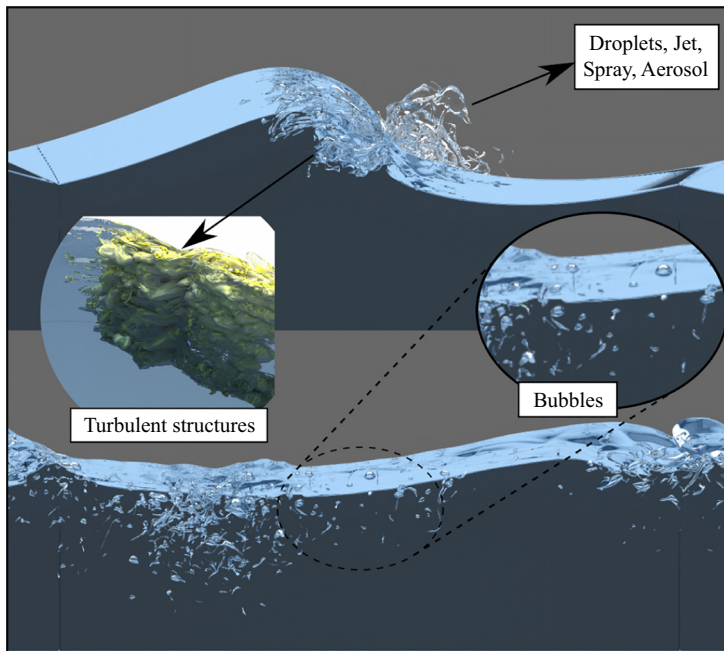 Droplets, Jet,
Spray, Aerosol
Turbulent structures
Bubbles